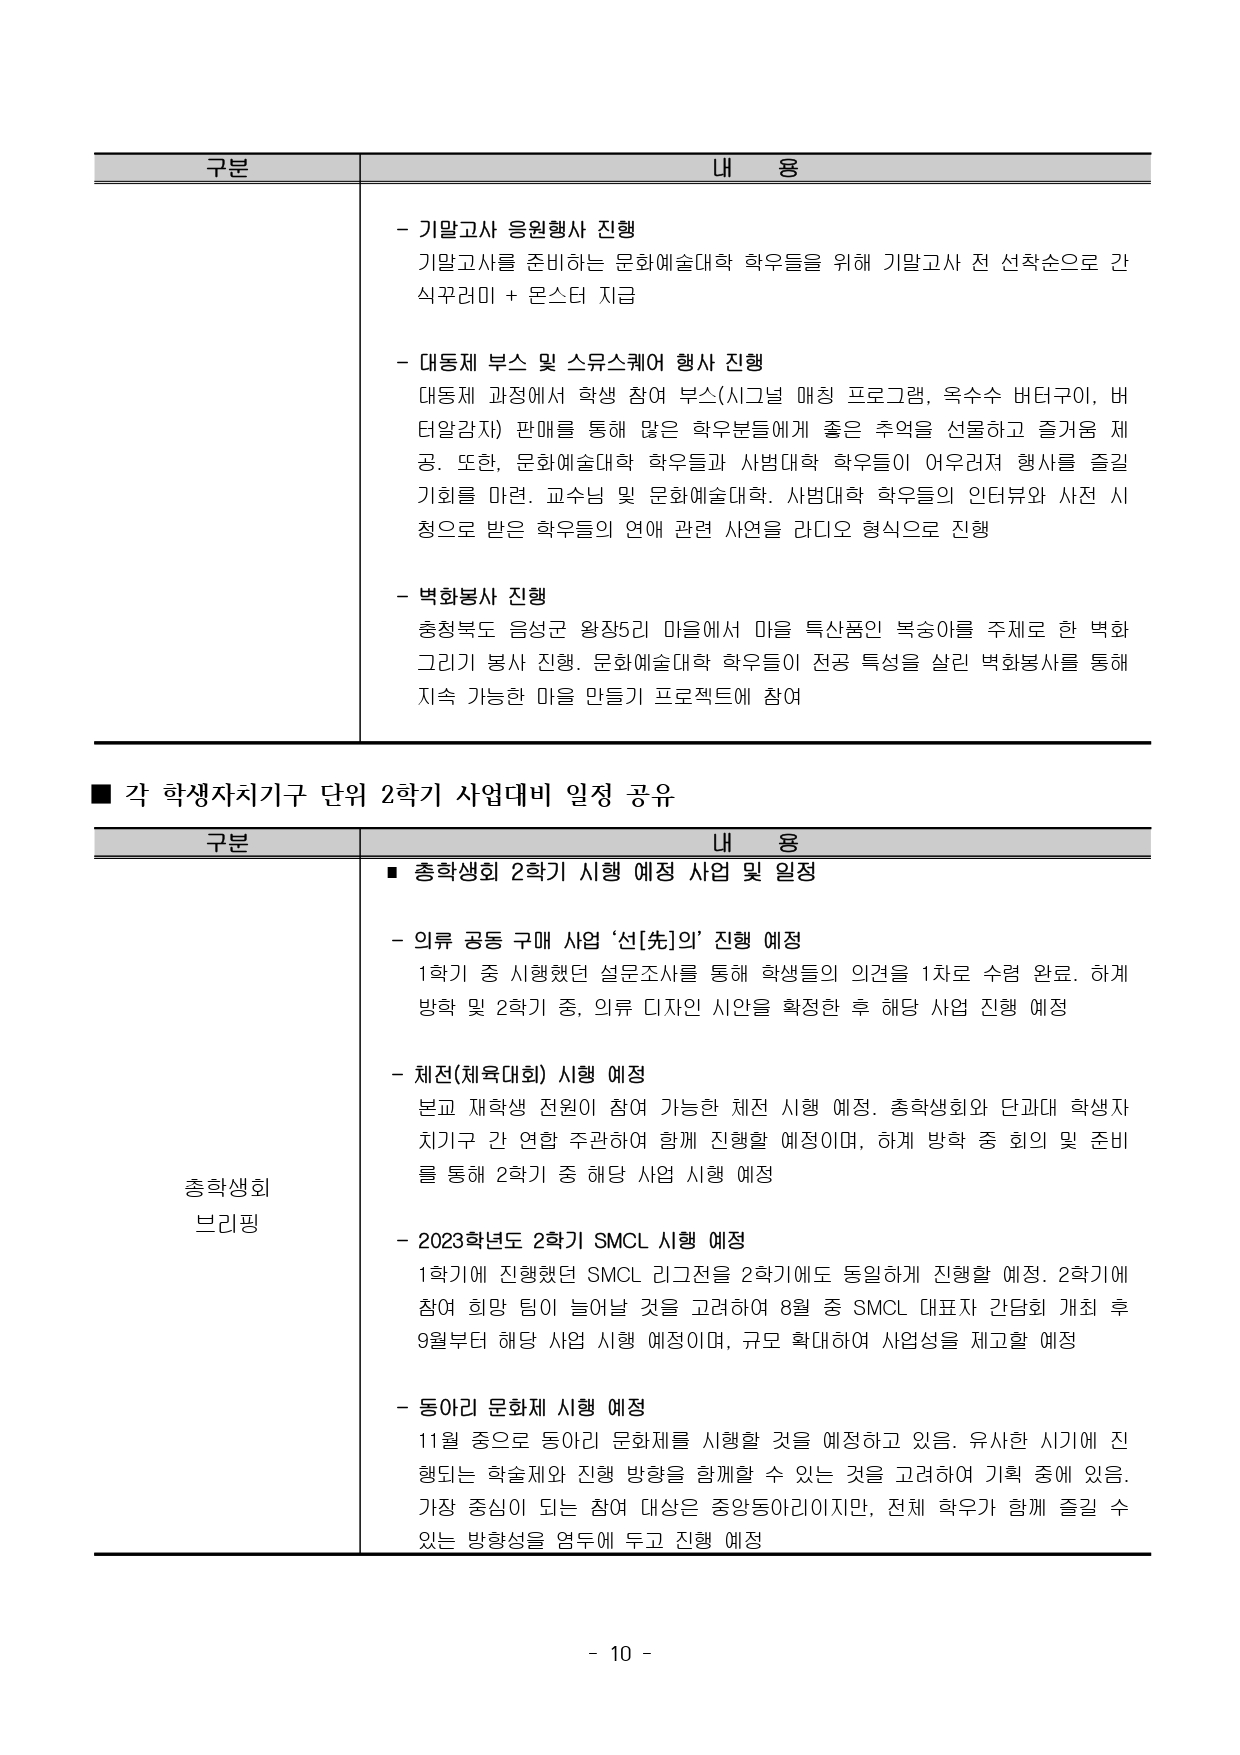 구분 내 용
- 기말고사 응원행사 진행
기말고사를 준비하는 문화예술대학 학우들을 위해 기말고사 전 선착순으로 간
식꾸러미 + 몬스터 지급
- 대동제 부스 및 스뮤스퀘어 행사 진행
대동제 과정에서 학생 참여 부스(시그널 매칭 프로그램, 옥수수 버터구이, 버
터알감자) 판매를 통해 많은 학우분들에게 좋은 추억을 선물하고 즐거움 제
공. 또한, 문화예술대학 학우들과 사범대학 학우들이 어우러져 행사를 즐길
기회를 마련. 교수님 및 문화예술대학. 사범대학 학우들의 인터뷰와 사전 시
청으로 받은 학우들의 연애 관련 사연을 라디오 형식으로 진행
- 벽화봉사 진행
충청북도 음성군 왕장5리 마을에서 마을 특산품인 복숭아를 주제로 한 벽화
그리기 봉사 진행. 문화예술대학 학우들이 전공 특성을 살린 벽화봉사를 통해
지속 가능한 마을 만들기 프로젝트에 참여
■ 각 학생자치기구 단위 2학기 사업대비 일정 공유
구분 내 용
▪ 총학생회 2학기 시행 예정 사업 및 일정
- 의류 공동 구매 사업 ‘선[先]의’ 진행 예정
1학기 중 시행했던 설문조사를 통해 학생들의 의견을 1차로 수렴 완료. 하계
방학 및 2학기 중, 의류 디자인 시안을 확정한 후 해당 사업 진행 예정
- 체전(체육대회) 시행 예정
본교 재학생 전원이 참여 가능한 체전 시행 예정. 총학생회와 단과대 학생자
치기구 간 연합 주관하여 함께 진행할 예정이며, 하계 방학 중 회의 및 준비
를 통해 2학기 중 해당 사업 시행 예정
총학생회
브리핑
- 2023학년도 2학기 SMCL 시행 예정
1학기에 진행했던 SMCL 리그전을 2학기에도 동일하게 진행할 예정. 2학기에
참여 희망 팀이 늘어날 것을 고려하여 8월 중 SMCL 대표자 간담회 개최 후
9월부터 해당 사업 시행 예정이며, 규모 확대하여 사업성을 제고할 예정
- 동아리 문화제 시행 예정
11월 중으로 동아리 문화제를 시행할 것을 예정하고 있음. 유사한 시기에 진
행되는 학술제와 진행 방향을 함께할 수 있는 것을 고려하여 기획 중에 있음.
가장 중심이 되는 참여 대상은 중앙동아리이지만, 전체 학우가 함께 즐길 수
있는 방향성을 염두에 두고 진행 예정
- 10 -